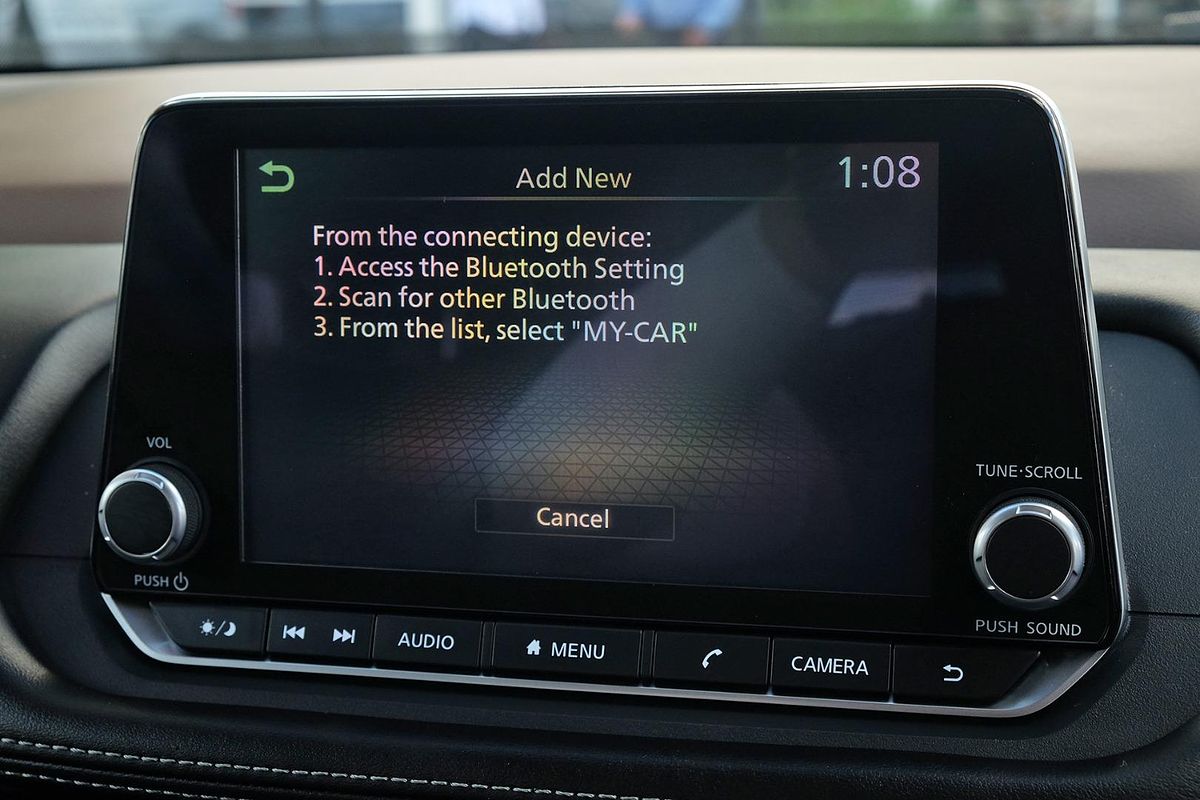 Add New
1:08
From the connecting device:
1. Access the Bluetooth Setting
2. Scan for other Bluetooth
3. From the list, select "MY-CAR"
Cancel
VOL
PUSH
TUNE·SCROLL
PUSH SOUND
AUDIO
MENU
CAMERA